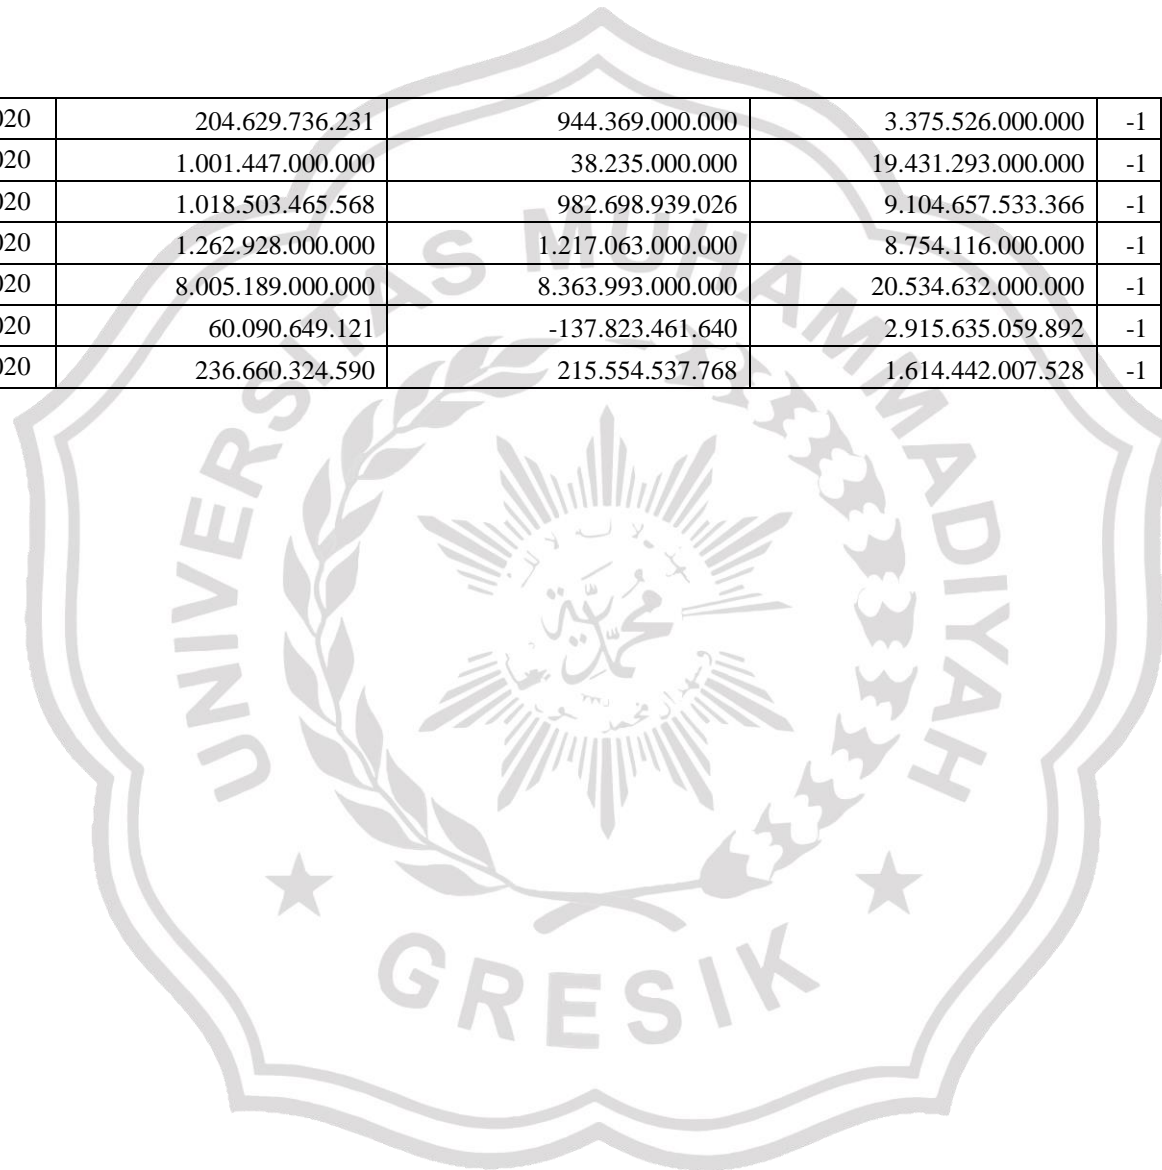 020 204.629.736.231 944.369.000.000 3.375.526.000.000 -1
020 1.001.447.000.000 38.235.000.000 19.431.293.000.000 -1
020 1.018.503.465.568 982.698.939.026 9.104.657.533.366 -1
020 1.262.928.000.000 1.217.063.000.000 8.754.116.000.000 -1
020 8.005.189.000.000 8.363.993.000.000 20.534.632.000.000 -1
020 60.090.649.121 -137.823.461.640 2.915.635.059.892 -1
020 236.660.324.590 215.554.537.768 1.614.442.007.528 -1
UNIVERSITAS MUHAMMADIYAH
GRESIK